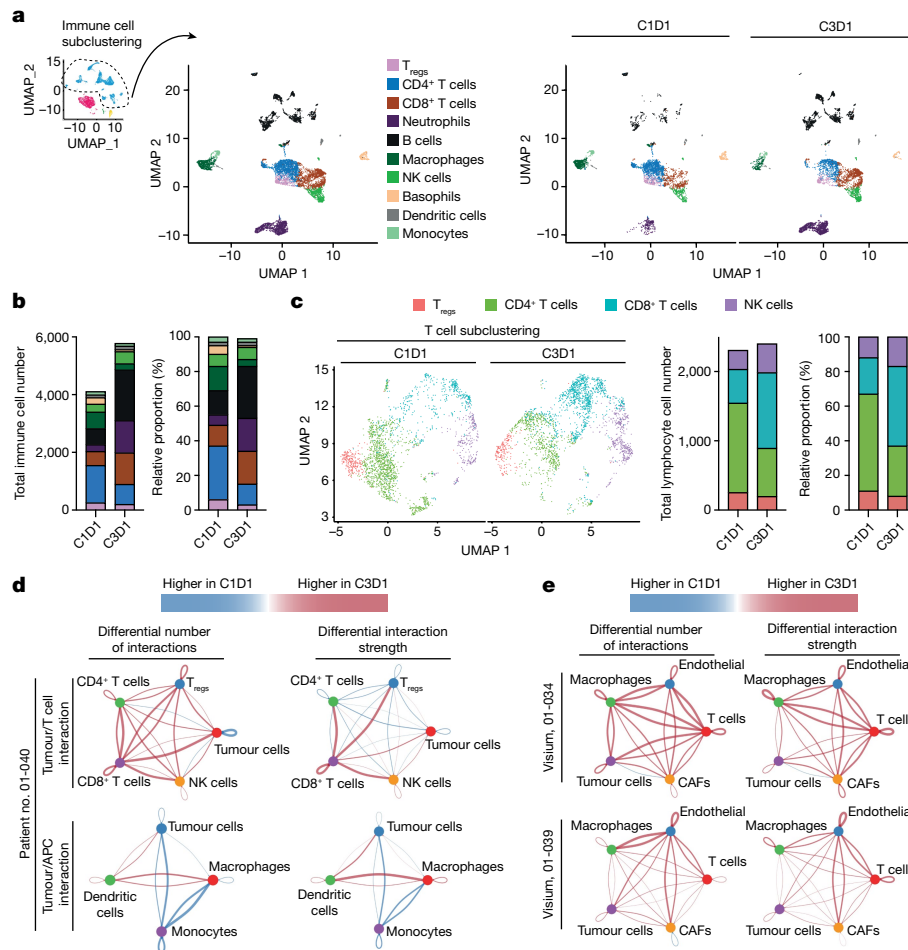 a
Immune cell
subclustering
UMAP_2
15
0
−10
−10 0 10
UMAP_1
UMAP 2
20
10
0
−10
−10 0 10
UMAP 1
Tregs
CD4+ T cells
CD8+ T cells
Neutrophils
B cells
Macrophages
NK cells
Basophils
Dendritic cells
Monocytes
C1D1 C3D1
UMAP 2
20
10
0
−10
−10 0 10 −10 0 10
UMAP 1
b
Total immune cell number
6,000
4,000
2,000
0
C1D1 C3D1
Relative proportion (%)
100
80
60
40
20
0
C1D1 C3D1
c
Tregs CD4+ T cells CD8+ T cells NK cells
T cell subclustering
C1D1 C3D1
UMAP 2
15
12
9
6
3
−5 0 5 −5 0 5
UMAP 1
Total lymphocyte cell number
2,000
1,000
0
C1D1 C3D1
Relative proportion (%)
100
80
60
40
20
0
C1D1 C3D1
d
Higher in C1D1 Higher in C3D1
Differential number
of interactions
Differential interaction
strength
Patient no. 01-040
Tumour/T cell
interaction
CD4+ T cells
Tregs
Tumour cells
CD8+ T cells
NK cells
CD4+ T cells
Tregs
Tumour cells
CD8+ T cells
NK cells
Tumour/APC
interaction
Tumour cells
Macrophages
Dendritic
cells
Monocytes
Tumour cells
Macrophages
Dendritic
cells
Monocytes
e
Higher in C1D1 Higher in C3D1
Differential number
of interactions
Differential interaction
strength
Visium, 01-034
Endothelial
Macrophages
T cells
Tumour cells
CAFs
Endothelial
Macrophages
T cells
Tumour cells
CAFs
Visium, 01-039
Endothelial
Macrophages
T cells
Tumour cells
CAFs
Endothelial
Macrophages
T cells
Tumour cells
CAFs